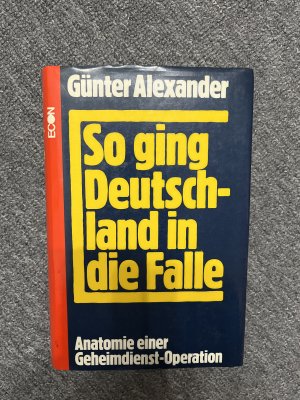 ECON
Günter Alexander
So ging
Deutsch-
land in
die Falle
Anatomie einer
Geheimdienst-Operation